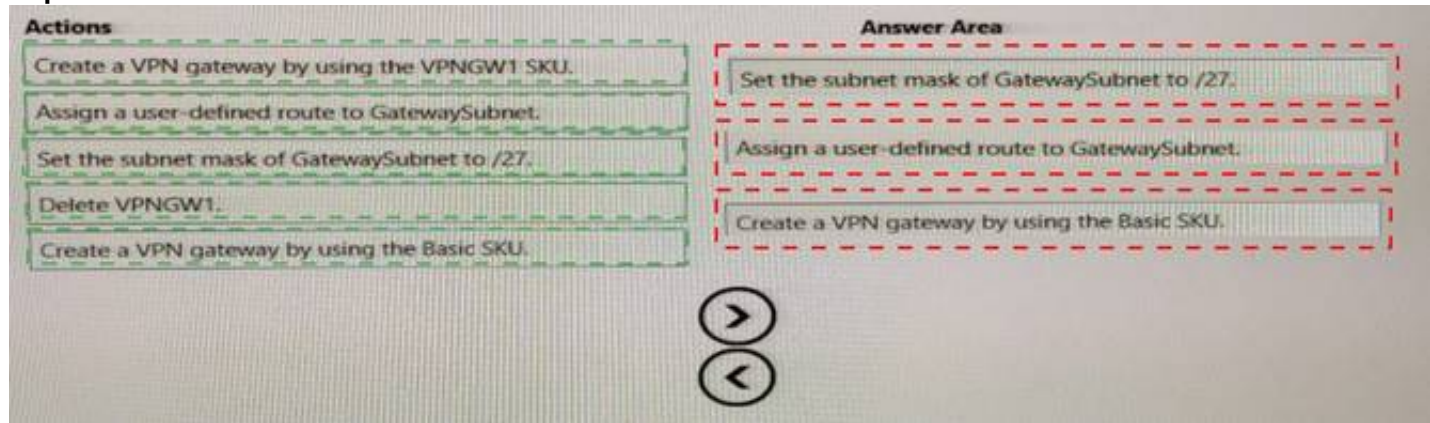 Actions
Create a VPN gateway by using the VPNGW1 SKU.
Assign a user-defined route to GatewaySubnet.
Set the subnet mask of GatewaySubnet to /27.
Delete VPNGW1.
Create a VPN gateway by using the Basic SKU.
Answer Area
Set the subnet mask of GatewaySubnet to /27.
Assign a user-defined route to GatewaySubnet.
Create a VPN gateway by using the Basic SKU.